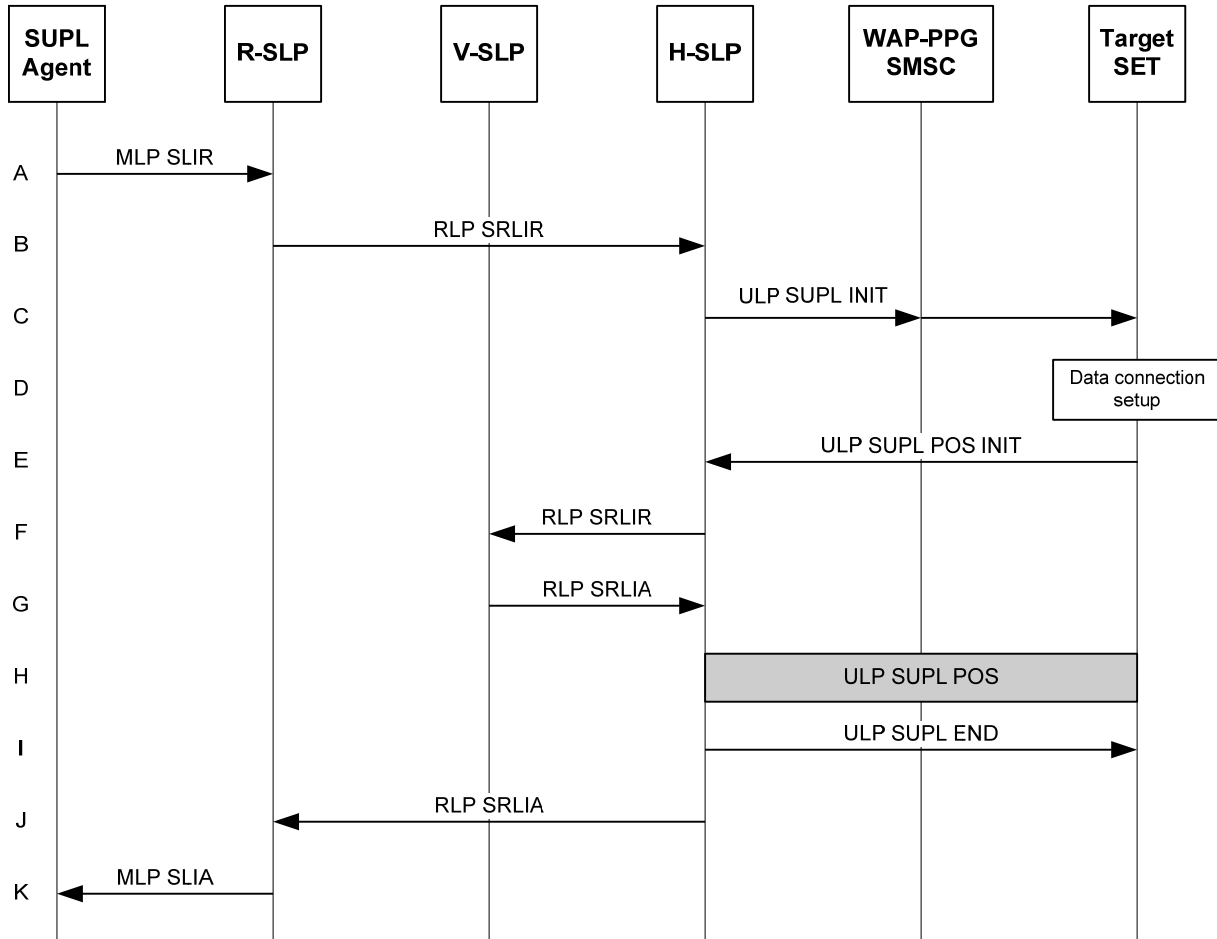 SUPL
Agent
R-SLP
V-SLP
H-SLP
WAP-PPG
SMSC
Target
SET
A
MLP SLIR
B
RLP SRLIR
C
ULP SUPL INIT
D
Data connection
setup
E
ULP SUPL POS INIT
F
RLP SRLIR
G
RLP SRLIA
H
ULP SUPL POS
I
ULP SUPL END
J
RLP SRLIA
K
MLP SLIA